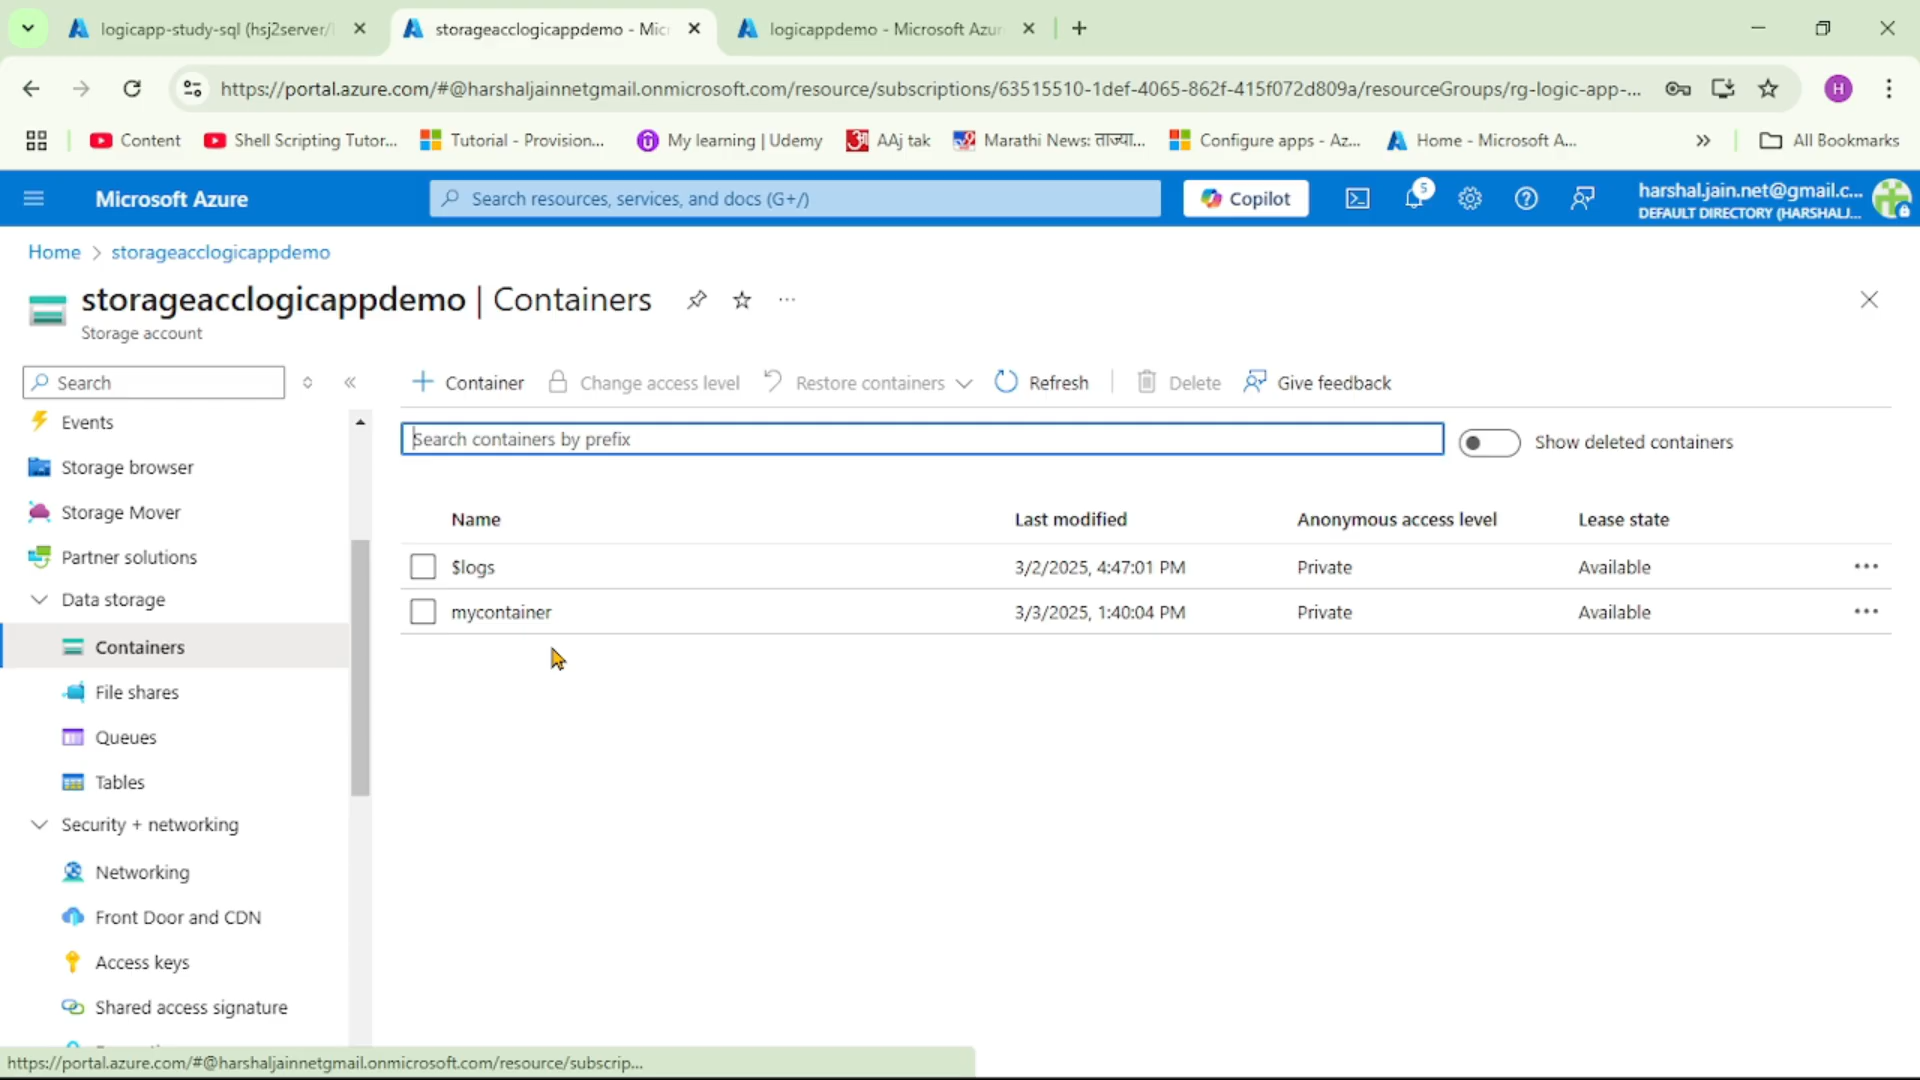 logicapp-study-sql (hsj2server/
storageacclogicappdemo - Mic
logicappdemo - Microsoft Azur
https://portal.azure.com/#@harshaljainnetgmail.onmicrosoft.com/resource/subscriptions/63515510-1def-4065-862f-415f072d809a/resourceGroups/rg-logic-app-...
H
Content
Shell Scripting Tutor...
Tutorial - Provision...
My learning | Udemy
AAj tak
Marathi News: ताज्या...
Configure apps - Az...
Home - Microsoft A...
All Bookmarks
Microsoft Azure
Search resources, services, and docs (G+/)
Copilot
5
harshal.jain.net@gmail.c...
DEFAULT DIRECTORY (HARSHALJ...
Home > storageacclogicappdemo
storageacclogicappdemo | Containers
Storage account
Search
Container
Change access level
Restore containers
Refresh
Delete
Give feedback
Search containers by prefix
Show deleted containers
Events
Storage browser
Storage Mover
Partner solutions
Data storage
Containers
File shares
Queues
Tables
Security + networking
Networking
Front Door and CDN
Access keys
Shared access signature
Name Last modified Anonymous access level Lease state
$logs 3/2/2025, 4:47:01 PM Private Available
mycontainer 3/3/2025, 1:40:04 PM Private Available
https://portal.azure.com/#@harshaljainnetgmail.onmicrosoft.com/resource/subscrip...